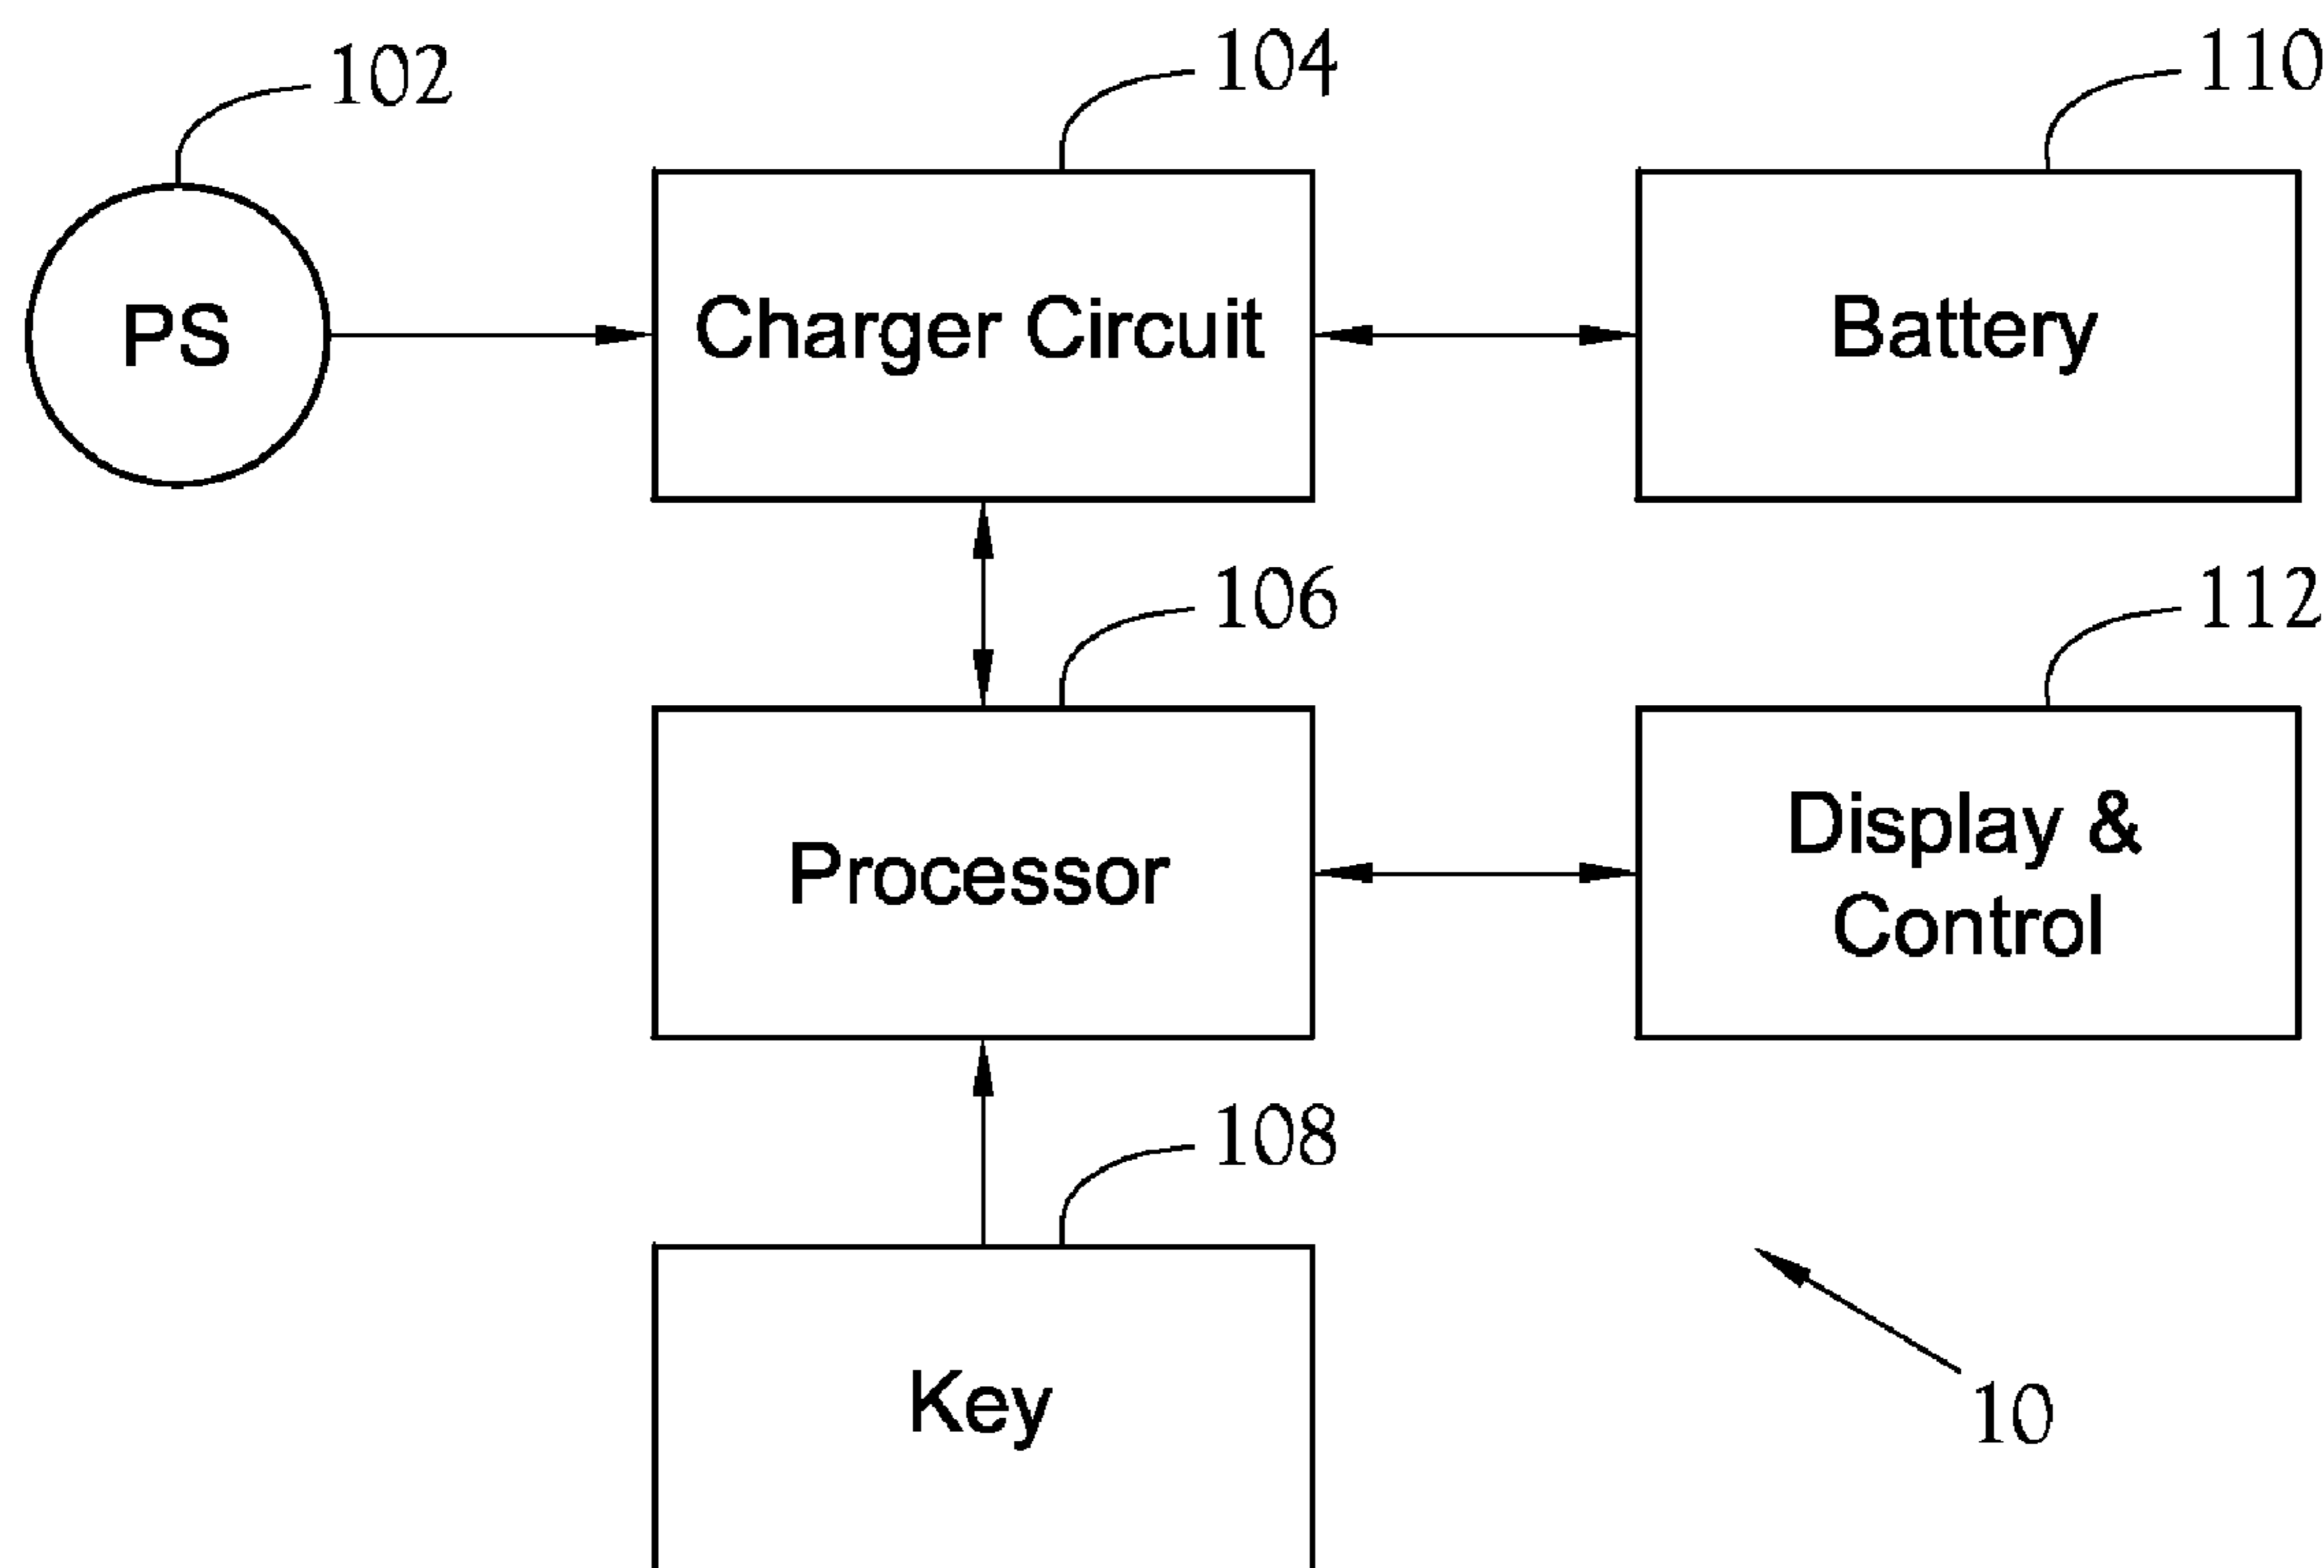 102
104
110
PS
Charger Circuit
Battery
106
112
Processor
Display &
Control
108
Key
10